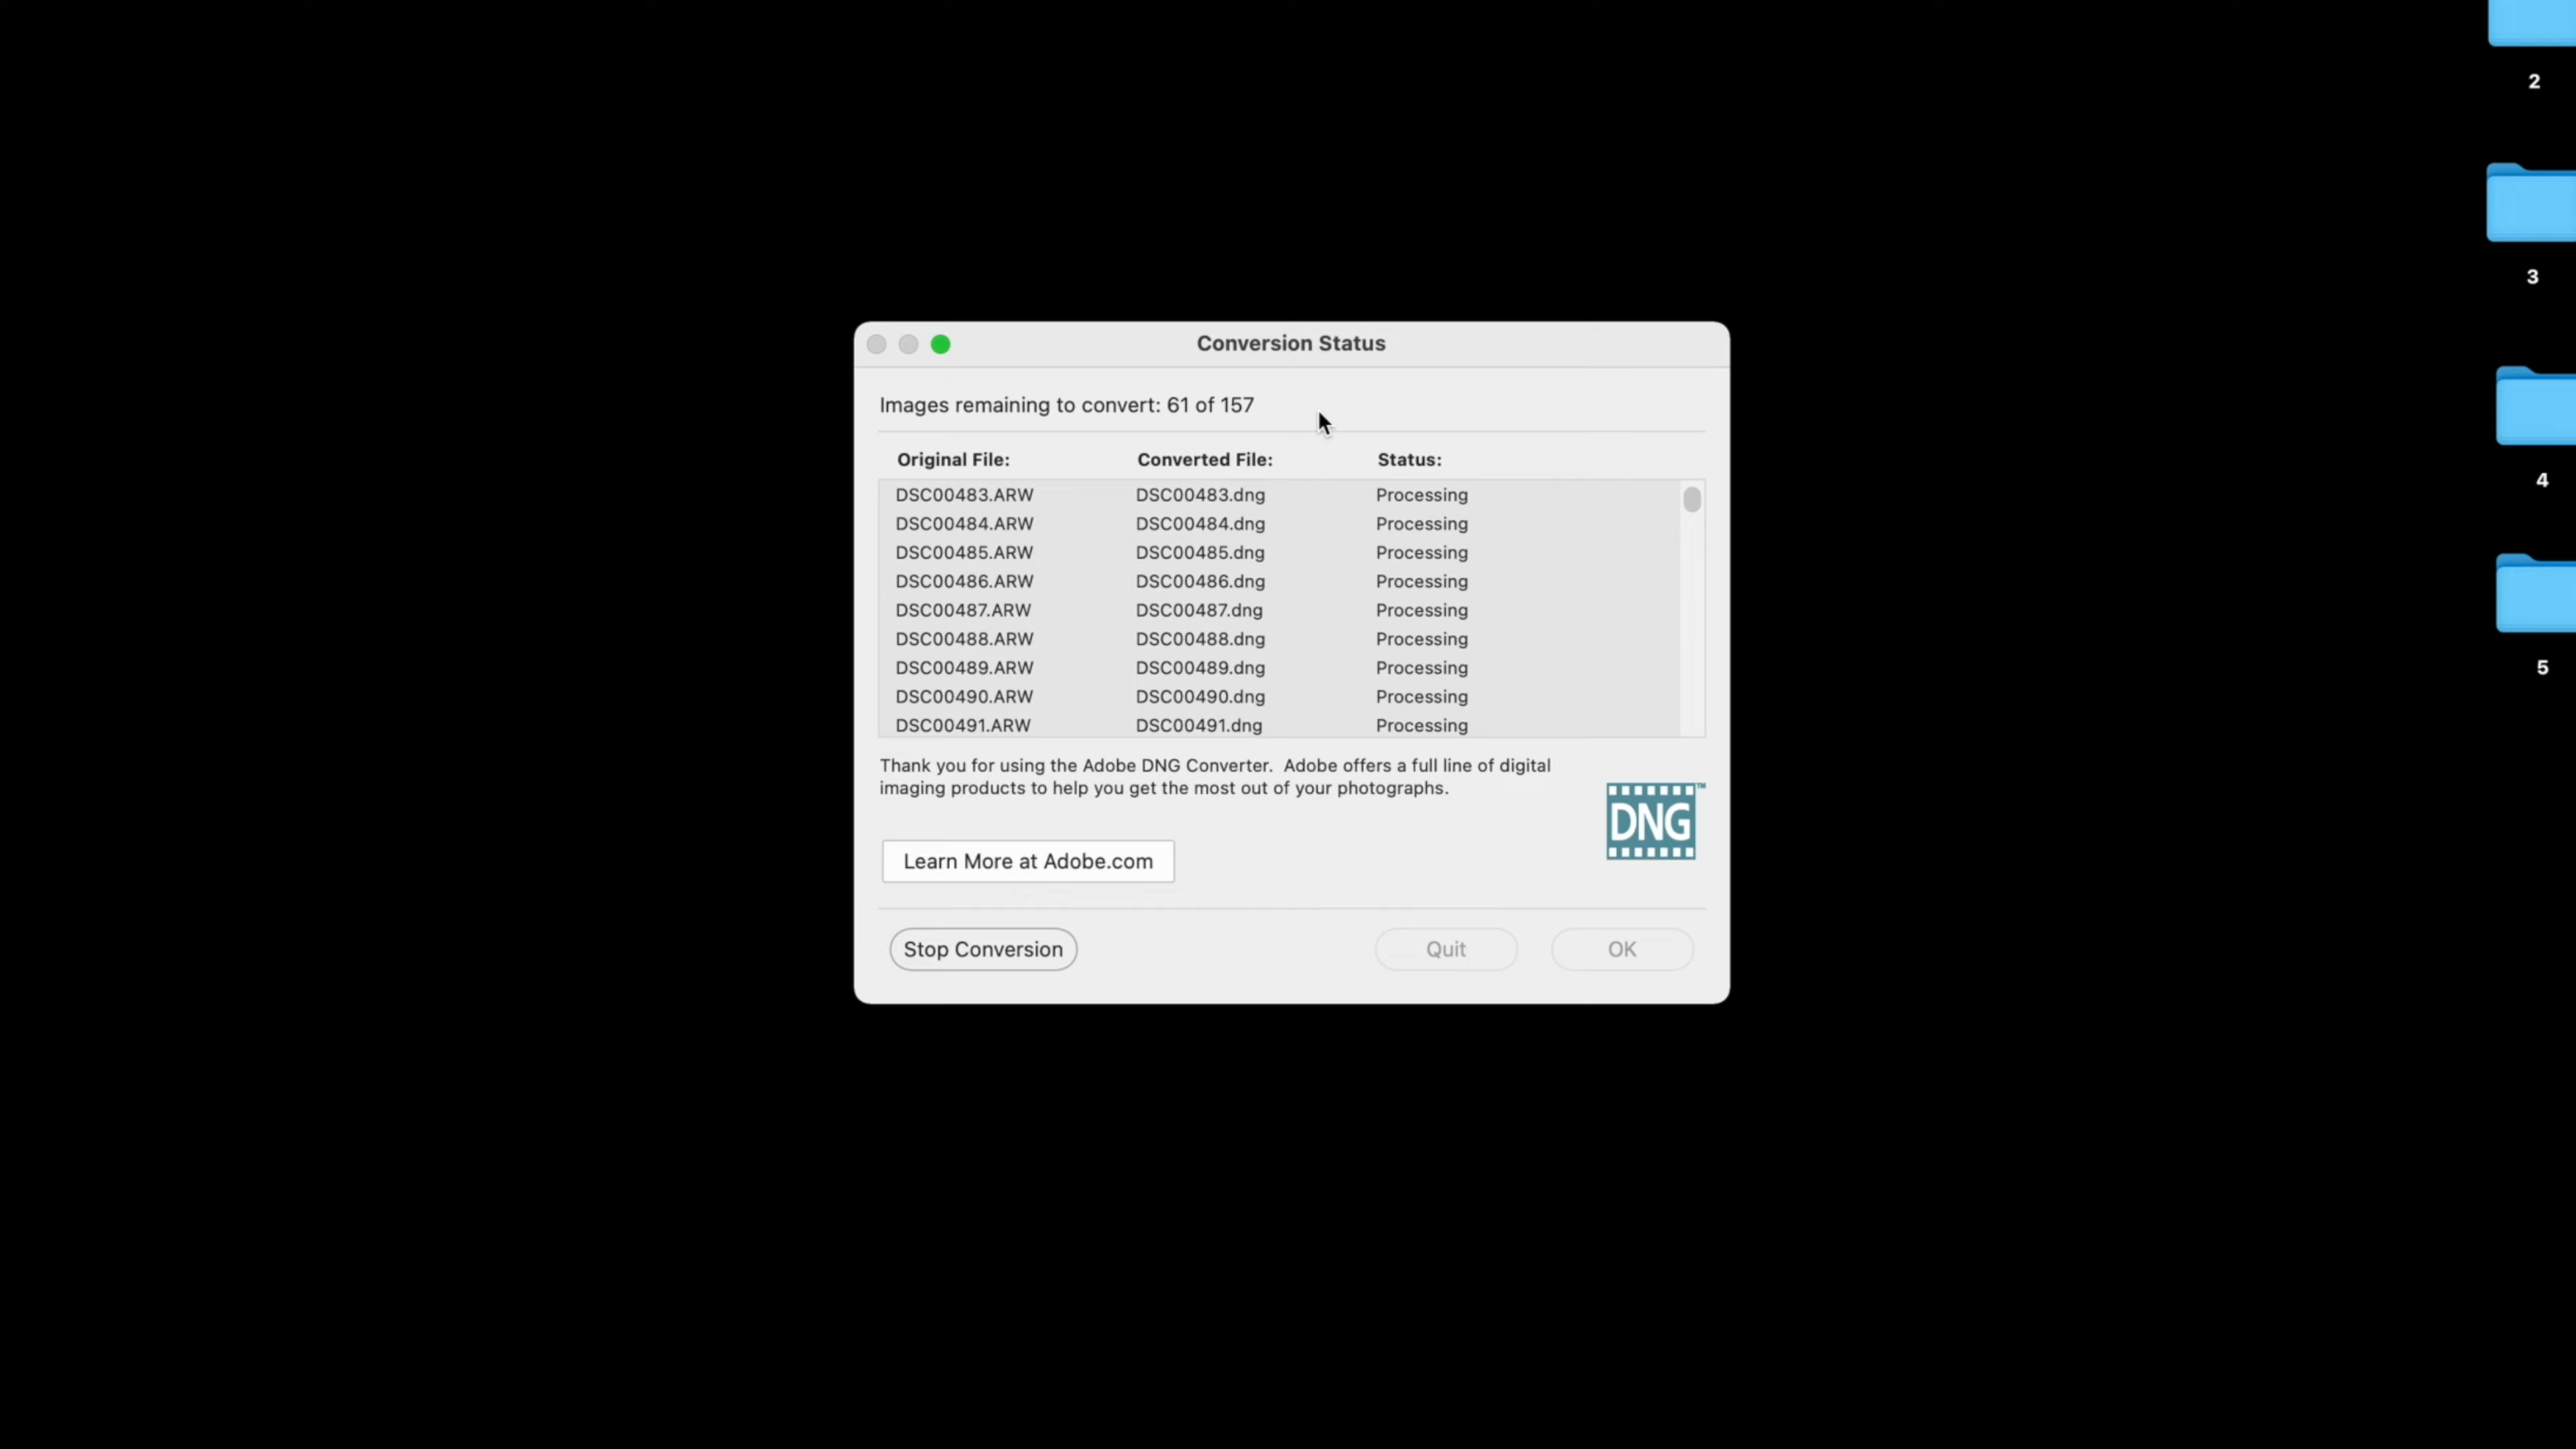 2
3
4
5
Conversion Status
Images remaining to convert: 61 of 157
Original File: Converted File: Status:
DSC00483.ARW DSC00483.dng Processing
DSC00484.ARW DSC00484.dng Processing
DSC00485.ARW DSC00485.dng Processing
DSC00486.ARW DSC00486.dng Processing
DSC00487.ARW DSC00487.dng Processing
DSC00488.ARW DSC00488.dng Processing
DSC00489.ARW DSC00489.dng Processing
DSC00490.ARW DSC00490.dng Processing
DSC00491.ARW DSC00491.dng Processing
Thank you for using the Adobe DNG Converter. Adobe offers a full line of digital
imaging products to help you get the most out of your photographs.
DNG™
Learn More at Adobe.com
Stop Conversion Quit OK